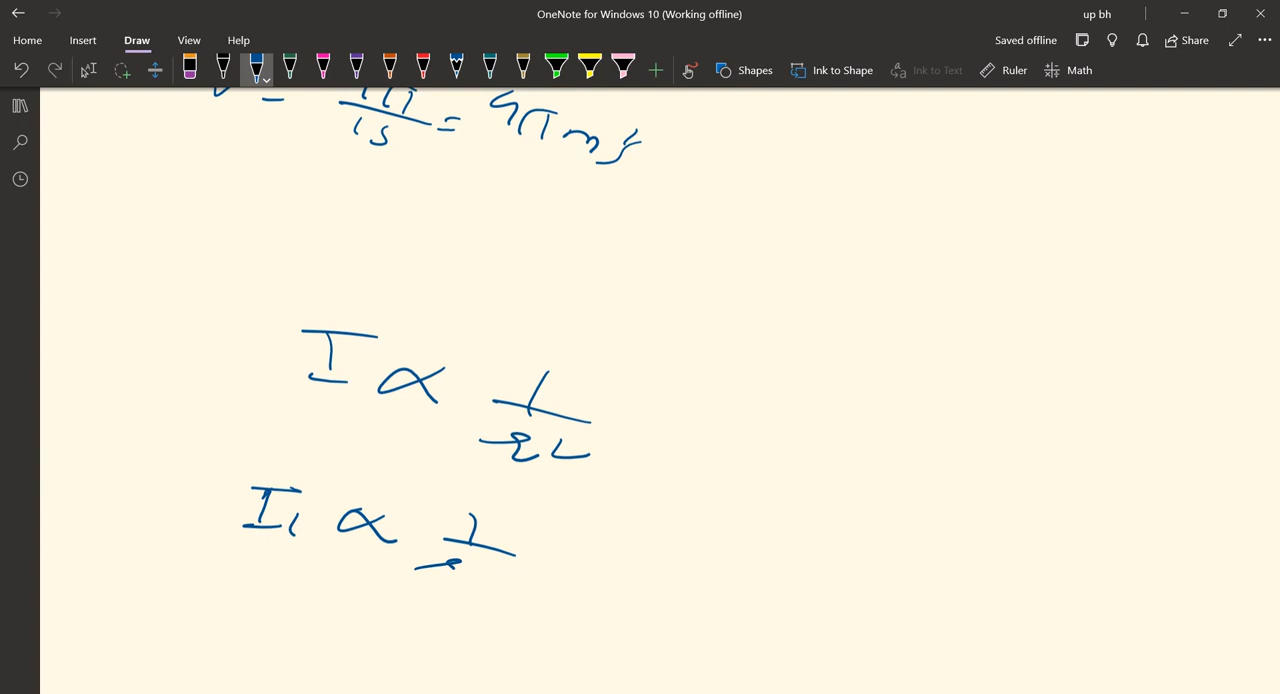 OneNote for Windows 10 (Working offline)
up bh
Home Insert Draw View Help
Saved offline Share
Shapes Ink to Shape Ink to Text Ruler Math
1s = π m/s
I ∝ 1
I₁ ∝ 1